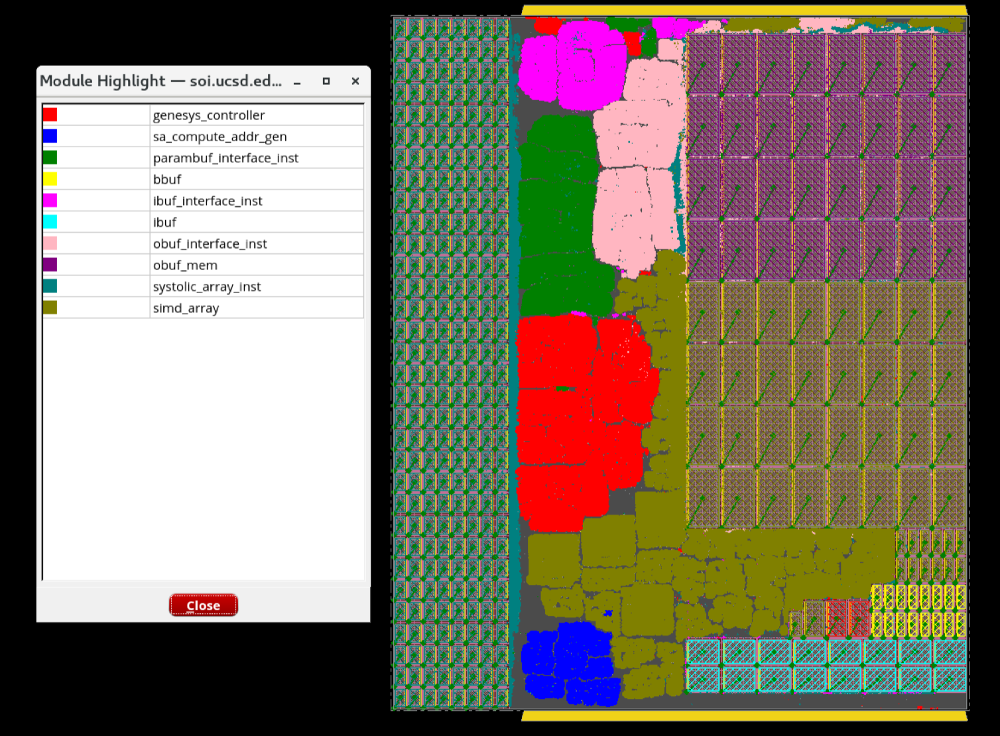 Module Highlight — soi.ucsd.ed...
genesys_controller
sa_compute_addr_gen
parambuf_interface_inst
bbuf
ibuf_interface_inst
ibuf
obuf_interface_inst
obuf_mem
systolic_array_inst
simd_array
Close